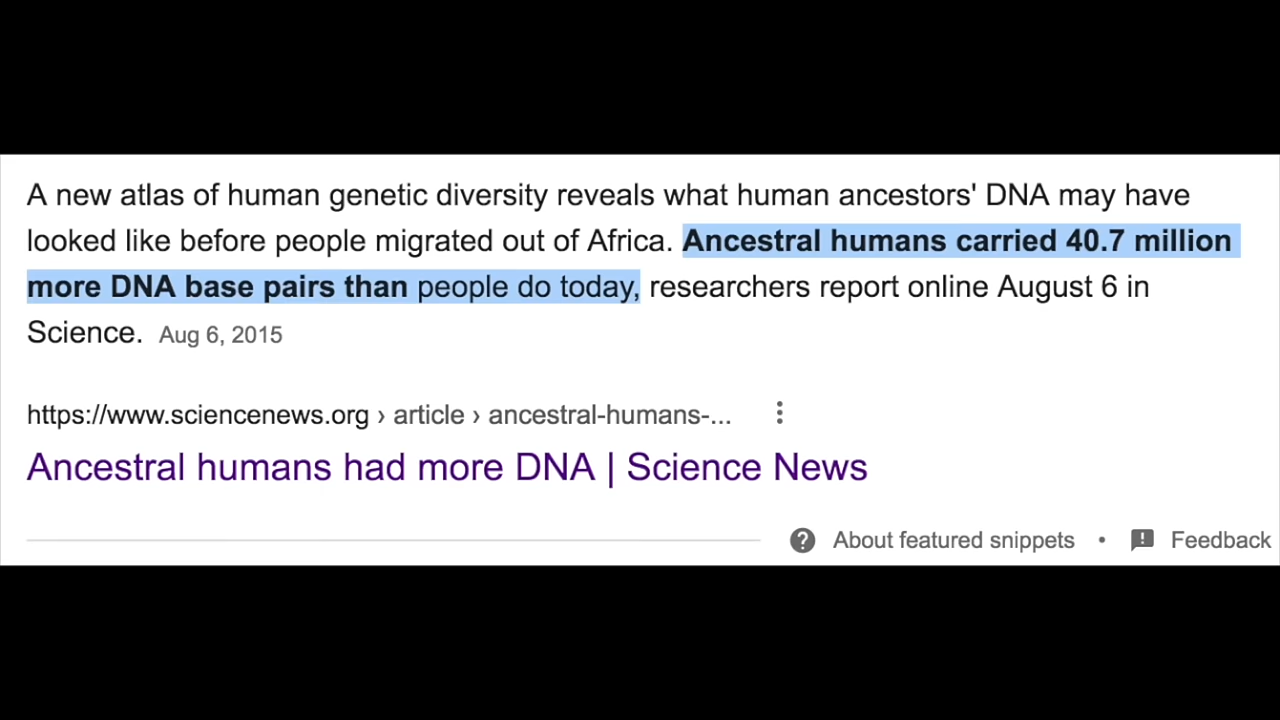 A new atlas of human genetic diversity reveals what human ancestors' DNA may have
looked like before people migrated out of Africa. Ancestral humans carried 40.7 million
more DNA base pairs than people do today, researchers report online August 6 in
Science. Aug 6, 2015
https://www.sciencenews.org › article › ancestral-humans-...
Ancestral humans had more DNA | Science News
About featured snippets • Feedback